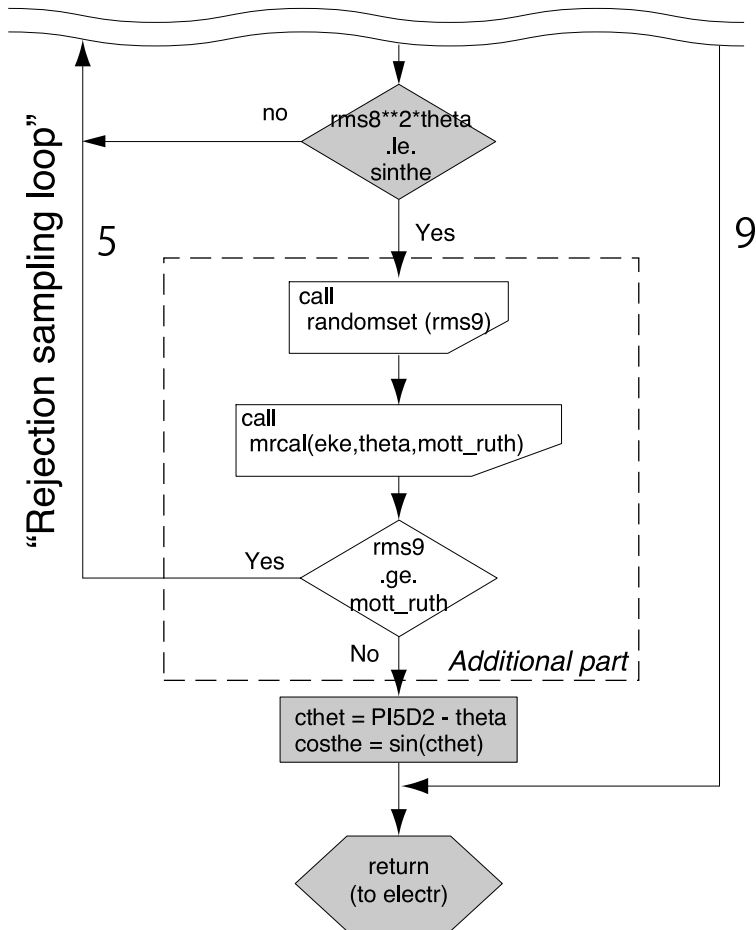 rms8**2*theta
.le.
sinthe
no
Yes
"Rejection sampling loop"
5
9
call
randomset (rms9)
call
mrcal(eke,theta,mott_ruth)
rms9
.ge.
mott_ruth
Yes
No
Additional part
cthet = PI5D2 - theta
costhe = sin(cthet)
return
(to electr)